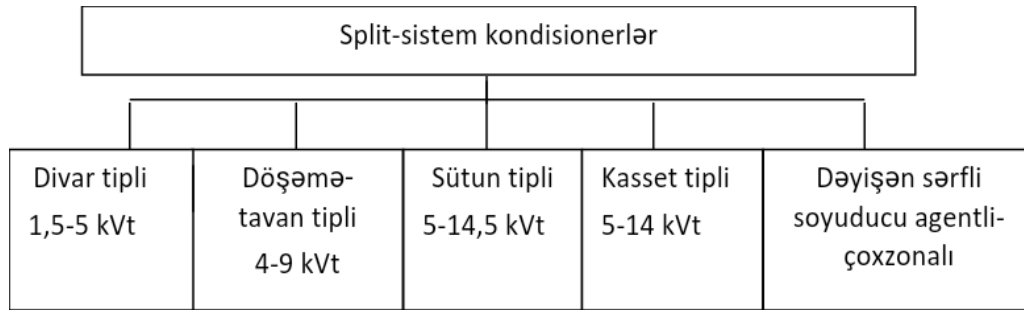 Split-sistem kondisionerlər
Divar tipli
1,5-5 kVt
Döşəmə-
tavan tipli
4-9 kVt
Sütun tipli
5-14,5 kVt
Kasset tipli
5-14 kVt
Dəyişən sərfli
soyuducu agentli-
çoxzonalı